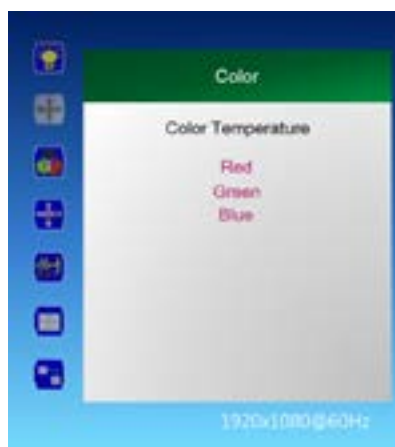 Color
Color Temperature
Red
Green
Blue
1920x1080@60Hz